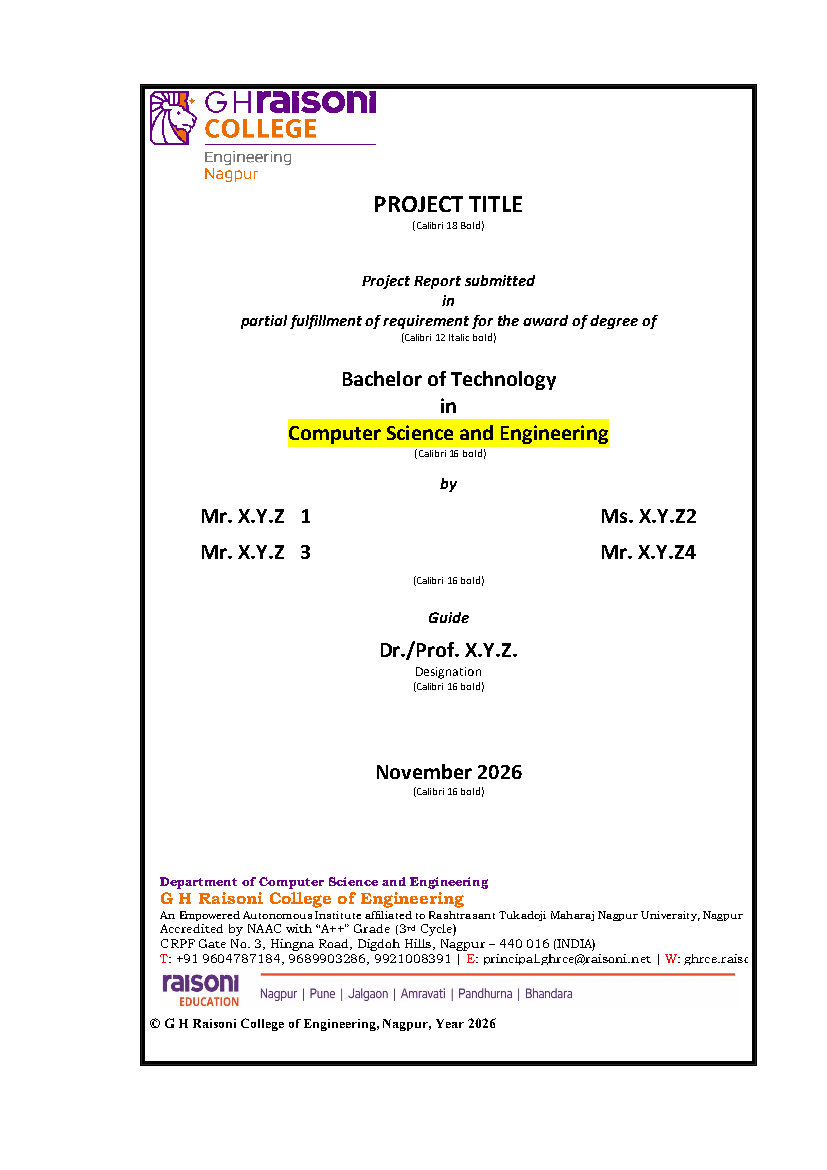 GHraisoni
COLLEGE
Engineering
Nagpur
PROJECT TITLE
(Calibri 18 Bold)
Project Report submitted
in
partial fulfillment of requirement for the award of degree of
(Calibri 12 Italic bold)
Bachelor of Technology
in
Computer Science and Engineering
(Calibri 16 bold)
by
Mr. X.Y.Z 1 Ms. X.Y.Z2
Mr. X.Y.Z 3 Mr. X.Y.Z4
(Calibri 16 bold)
Guide
Dr./Prof. X.Y.Z.
Designation
(Calibri 16 bold)
November 2026
(Calibri 16 bold)
Department of Computer Science and Engineering
G H Raisoni College of Engineering
An Empowered Autonomous Institute affiliated to Rashtrasant Tukadoji Maharaj Nagpur University, Nagpur
Accredited by NAAC with “A++” Grade (3rd Cycle)
CRPF Gate No. 3, Hingna Road, Digdoh Hills, Nagpur – 440 016 (INDIA)
T: +91 9604787184, 9689903286, 9921008391 | E: principal.ghrce@raisoni.net | W:
raisoni
EDUCATION
Nagpur | Pune | Jalgaon | Amravati | Pandhurna | Bhandara
© G H Raisoni College of Engineering, Nagpur, Year 2026